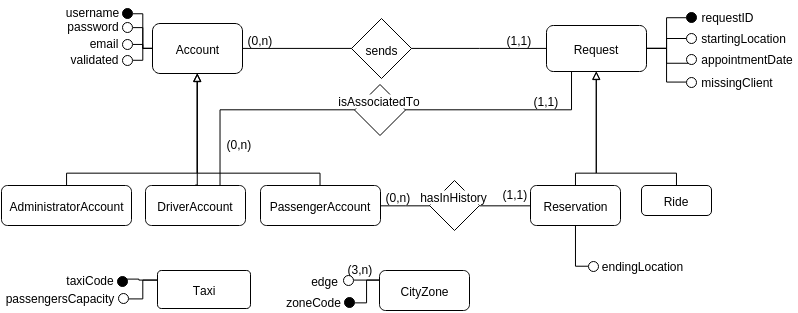 username
password
email
validated
Account
(0,n)
sends
(1,1)
Request
requestID
startingLocation
appointmentDate
missingClient
isAssociatedTo
(1,1)
(0,n)
AdministratorAccount
DriverAccount
PassengerAccount
(0,n)
hasInHistory
(1,1)
Reservation
Ride
endingLocation
taxiCode
passengersCapacity
Taxi
edge
(3,n)
zoneCode
CityZone